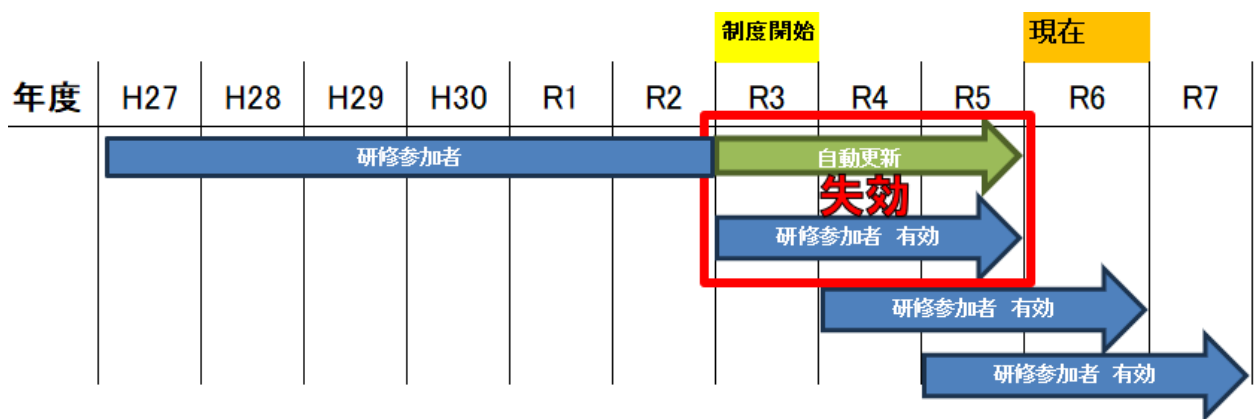 制度開始 現在
年度 H27 H28 H29 H30 R1 R2 R3 R4 R5 R6 R7
研修参加者 自動更新
失効
研修参加者 有効
研修参加者 有効
研修参加者 有効